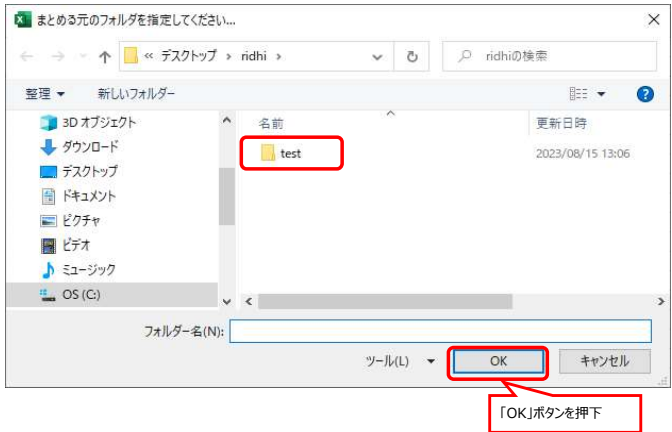 まとめる元のフォルダを指定してください...
« デスクトップ › ridhi ›
ridhiの検索
整理 ▼ 新しいフォルダー
3D オブジェクト
ダウンロード
デスクトップ
ドキュメント
ピクチャ
ビデオ
ミュージック
OS (C:)
名前 更新日時
test 2023/08/15 13:06
フォルダー名(N):
ツール(L) ▼ OK キャンセル
「OK」ボタンを押下